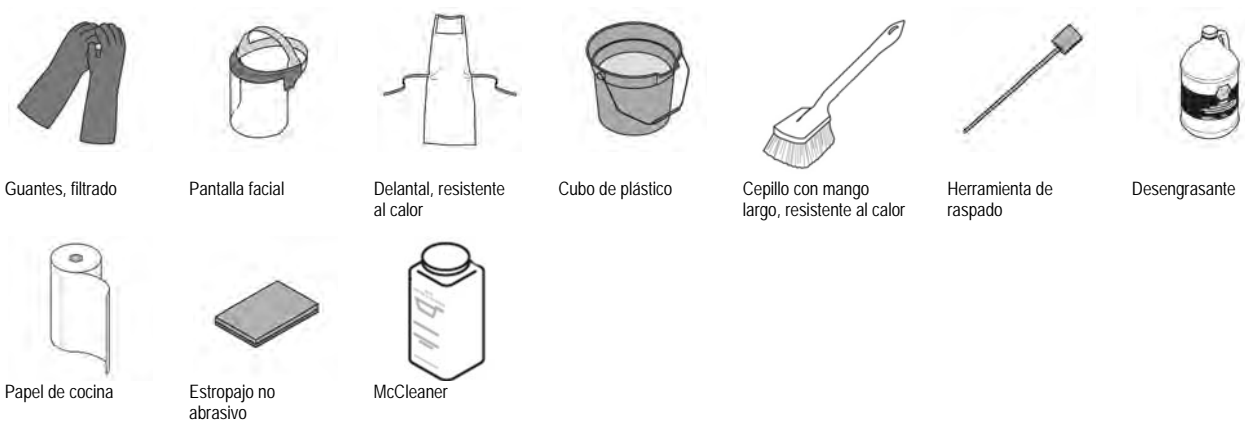 Guantes, filtrado
Pantalla facial
Delantal, resistente
al calor
Cubo de plástico
Cepillo con mango
largo, resistente al calor
Herramienta de
raspado
Desengrasante
Papel de cocina
Estropajo no
abrasivo
McCleaner